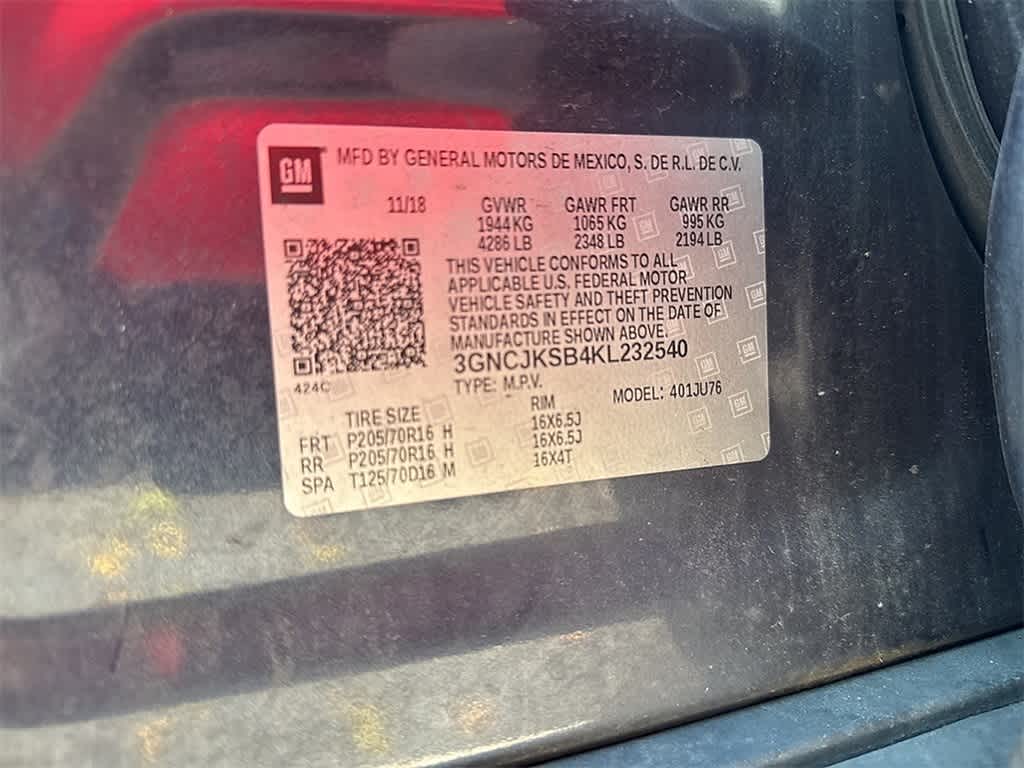 GM MFD BY GENERAL MOTORS DE MEXICO, S. DE R.L. DE C.V.
11/18 GVWR GAWR FRT GAWR RR
1944 KG 1065 KG 995 KG
4286 LB 2348 LB 2194 LB
THIS VEHICLE CONFORMS TO ALL
APPLICABLE U.S. FEDERAL MOTOR
VEHICLE SAFETY AND THEFT PREVENTION
STANDARDS IN EFFECT ON THE DATE OF
MANUFACTURE SHOWN ABOVE.
3GNCJKSB4KL232540
424C TYPE: M.P.V. MODEL: 401JU76
TIRE SIZE RIM
FRT P205/70R16 H 16X6.5J
RR P205/70R16 H 16X6.5J
SPA T125/70D16 M 16X4T